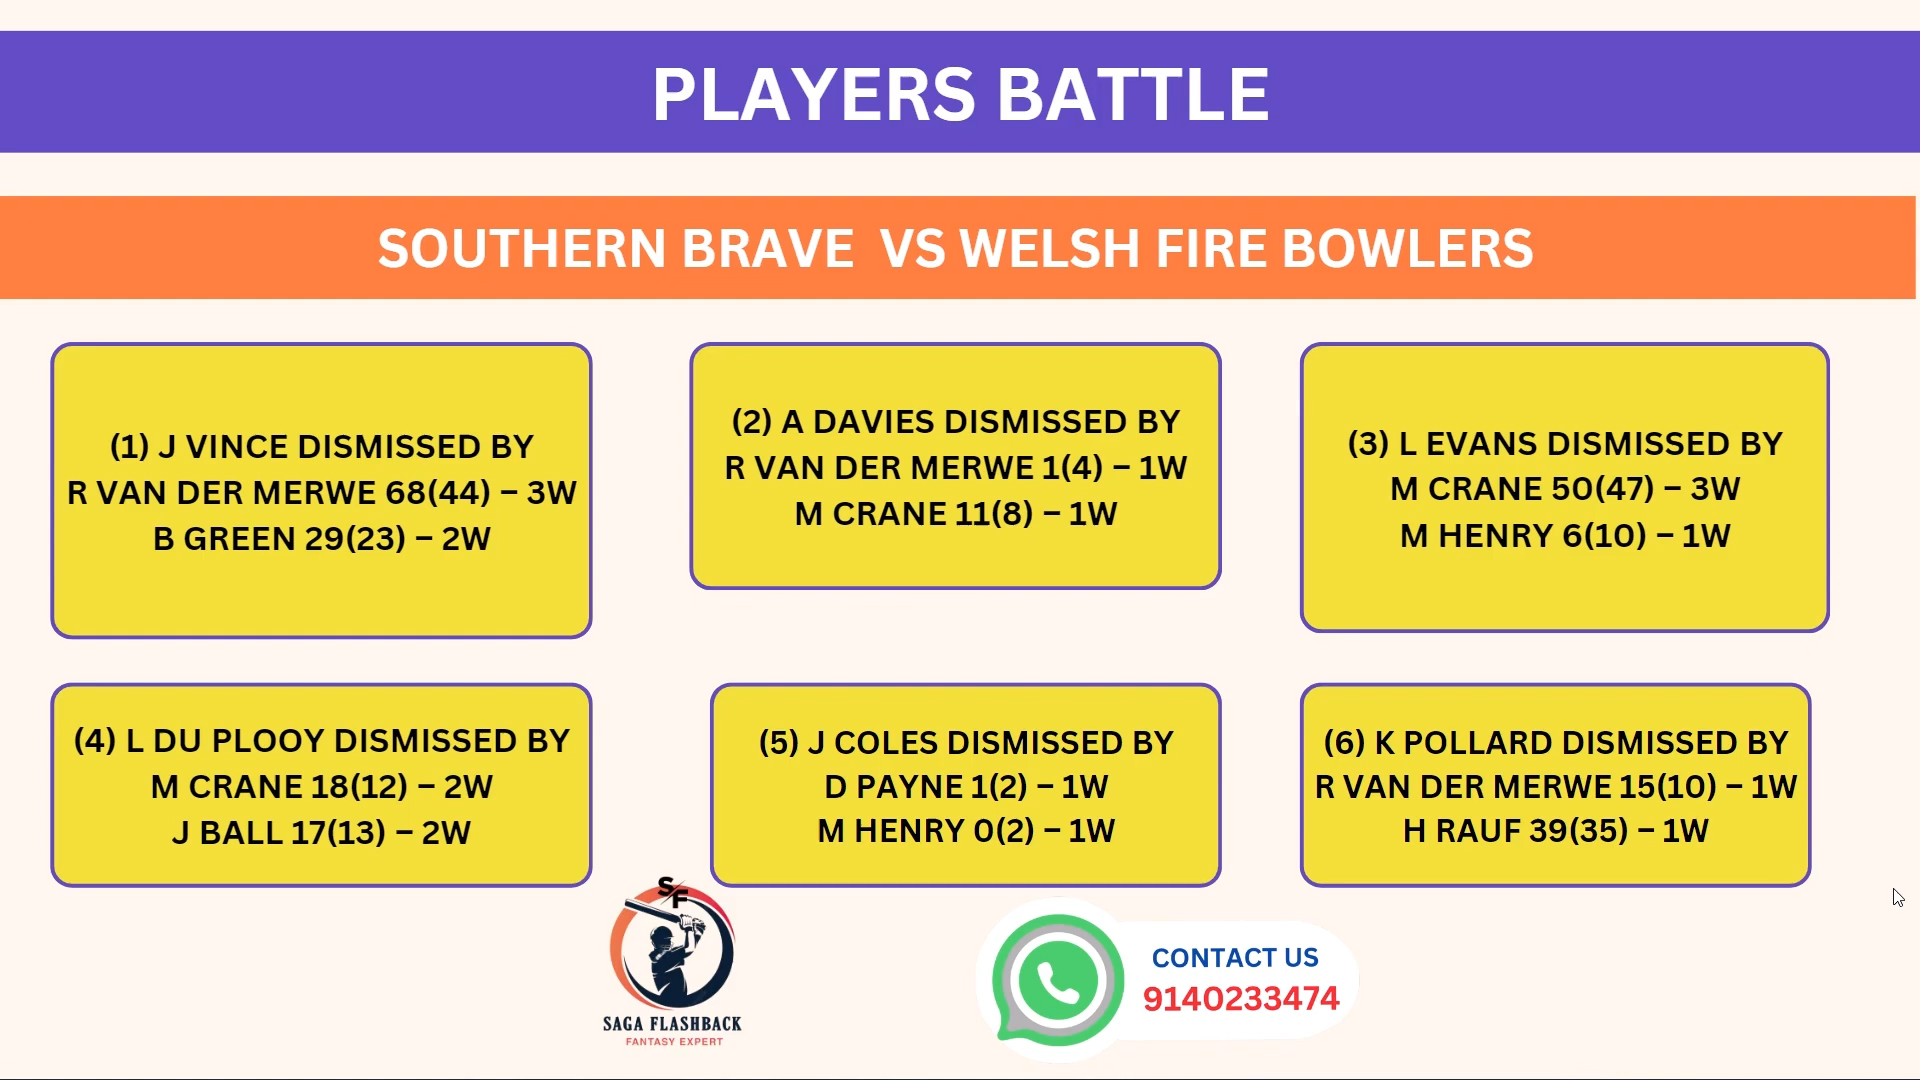 PLAYERS BATTLE
SOUTHERN BRAVE VS WELSH FIRE BOWLERS
(1) J VINCE DISMISSED BY
R VAN DER MERWE 68(44) – 3W
B GREEN 29(23) – 2W
(2) A DAVIES DISMISSED BY
R VAN DER MERWE 1(4) – 1W
M CRANE 11(8) – 1W
(3) L EVANS DISMISSED BY
M CRANE 50(47) – 3W
M HENRY 6(10) – 1W
(4) L DU PLOOY DISMISSED BY
M CRANE 18(12) – 2W
J BALL 17(13) – 2W
(5) J COLES DISMISSED BY
D PAYNE 1(2) – 1W
M HENRY 0(2) – 1W
(6) K POLLARD DISMISSED BY
R VAN DER MERWE 15(10) – 1W
H RAUF 39(35) – 1W
SF
SAGA FLASHBACK
FANTASY EXPERT
CONTACT US
9140233474